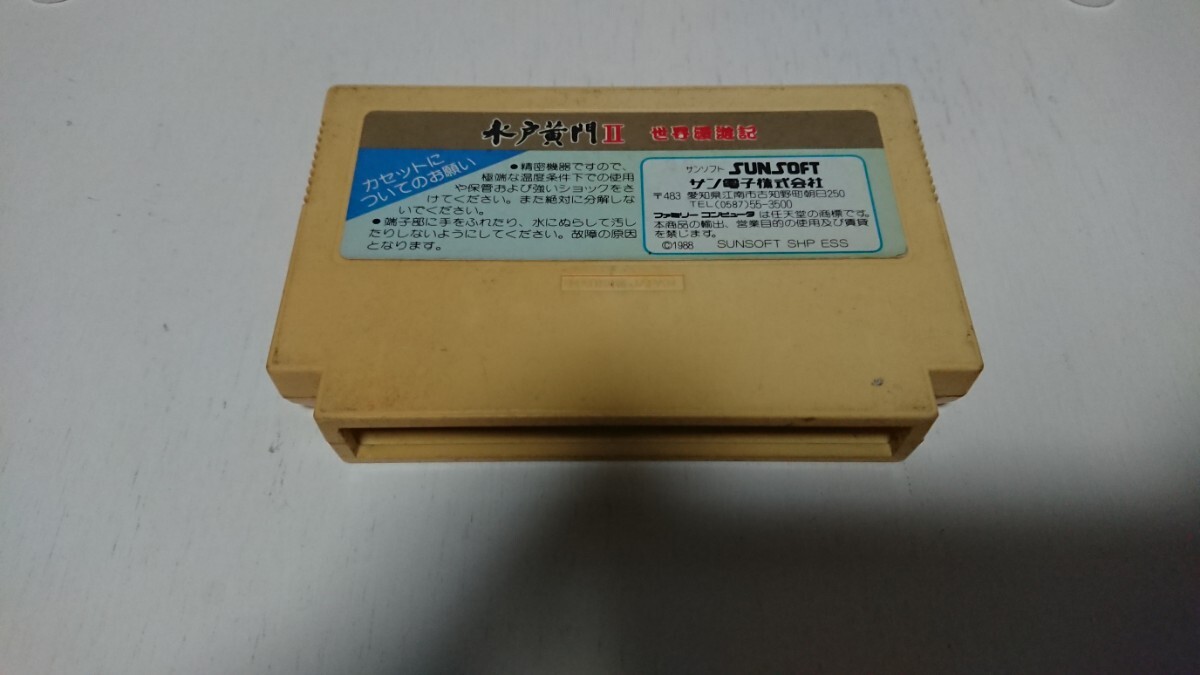 水戸黄門II 世界漫遊記
カセットに
ついてのお願い
●精密機器ですので、
極端な温度条件下での使用
や保管および強いショックをさ
けてください。また絶対に分解しな
いでください。
●端子部に手をふれたり、水にぬらして汚し
たりしないようにしてください。故障の原因
となります。
サンソフト SUNSOFT
サン電子株式会社
〒483 愛知県江南市古知野町朝日250
TEL(0587)55-3500
ファミリーコンピュータは任天堂の商標です。
本商品の輸出、営業目的の使用及び賃貸
を禁じます。
©1988 SUNSOFT SHP ESS